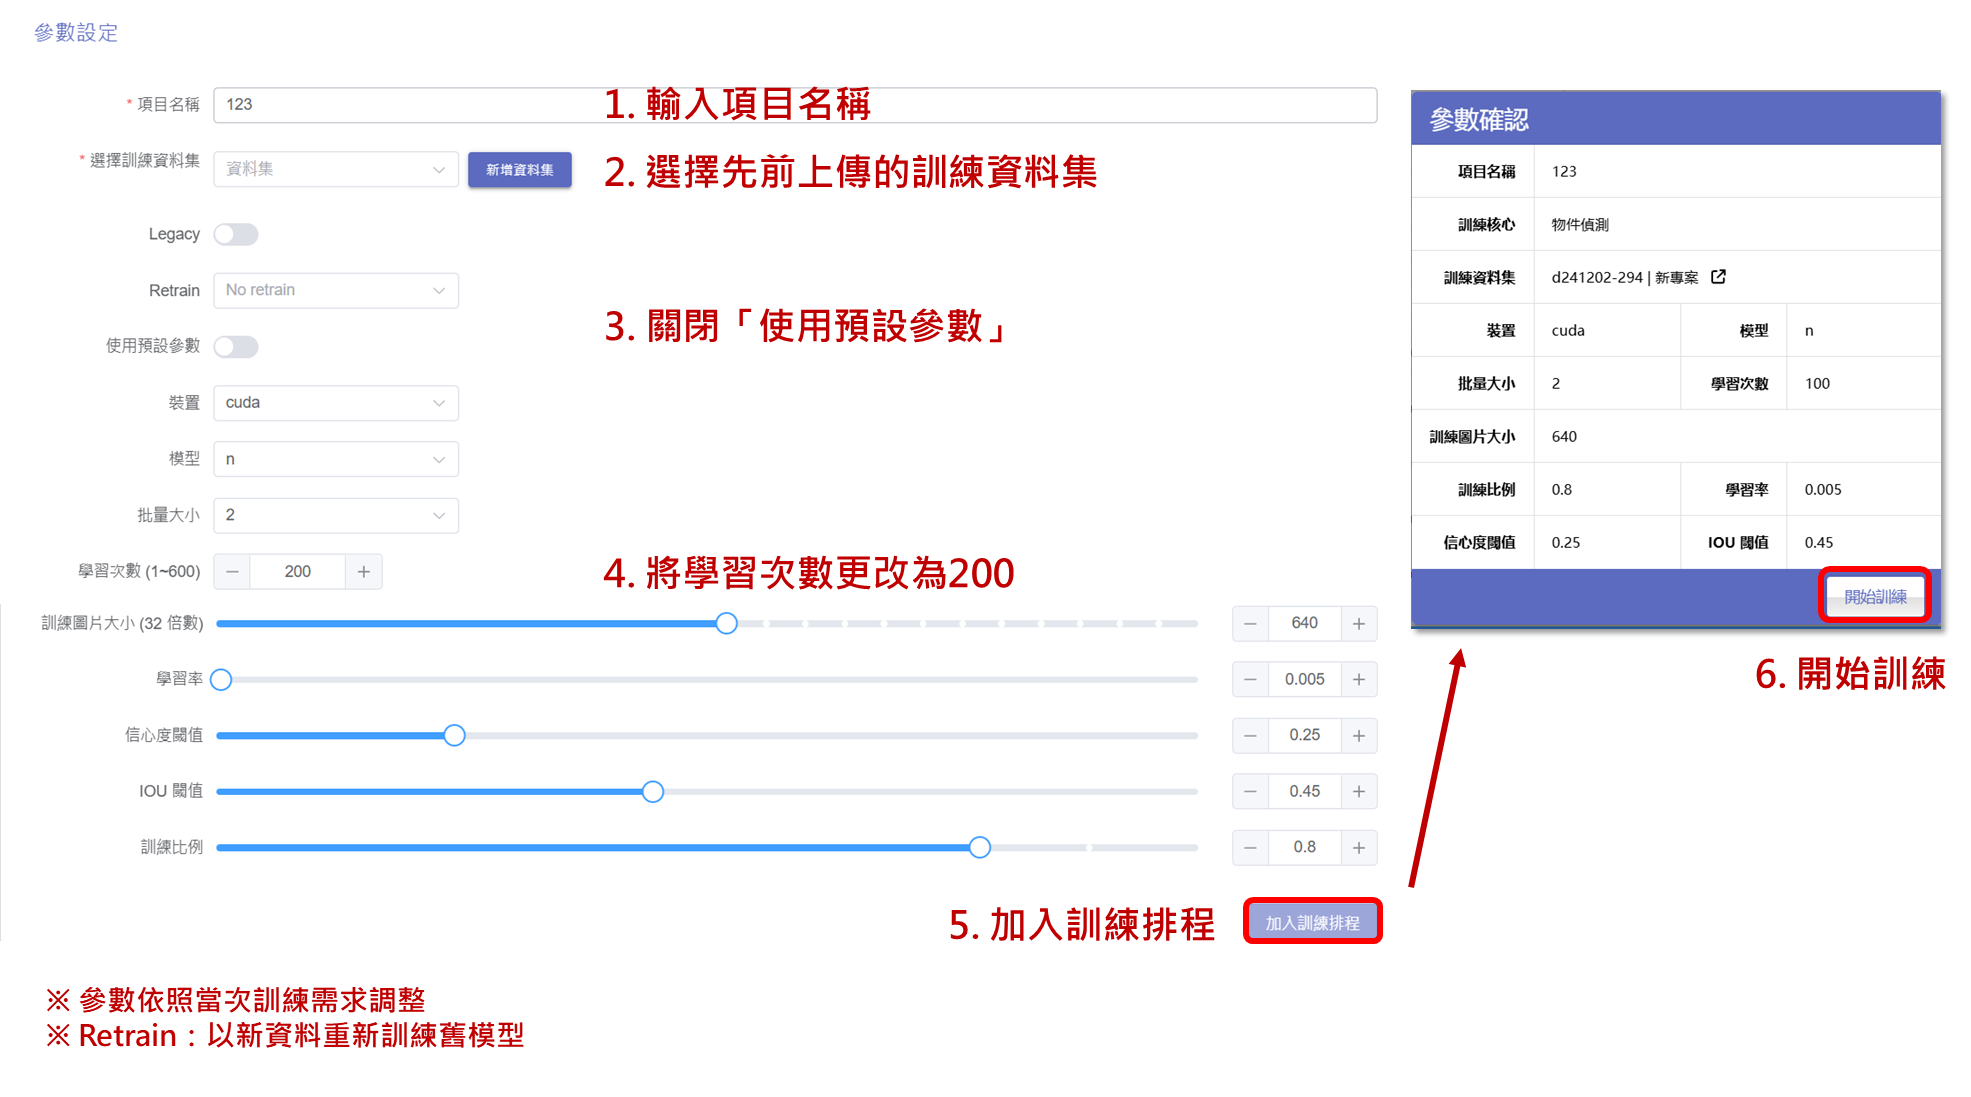 參數設定
* 項目名稱 123
1. 輸入項目名稱
* 選擇訓練資料集 資料集 新增資料集
2. 選擇先前上傳的訓練資料集
Legacy
Retrain No retrain
3. 關閉「使用預設參數」
使用預設參數
裝置 cuda
模型 n
批量大小 2
學習次數 (1~600) − 200 +
4. 將學習次數更改為200
訓練圖片大小 (32 倍數) − 640 +
學習率 − 0.005 +
信心度閾值 − 0.25 +
IOU 閾值 − 0.45 +
訓練比例 − 0.8 +
5. 加入訓練排程 加入訓練排程
參數確認
項目名稱 123
訓練核心 物件偵測
訓練資料集 d241202-294 | 新專案
裝置 cuda 模型 n
批量大小 2 學習次數 100
訓練圖片大小 640
訓練比例 0.8 學習率 0.005
信心度閾值 0.25 IOU 閾值 0.45
開始訓練
6. 開始訓練
※ 參數依照當次訓練需求調整
※ Retrain：以新資料重新訓練舊模型